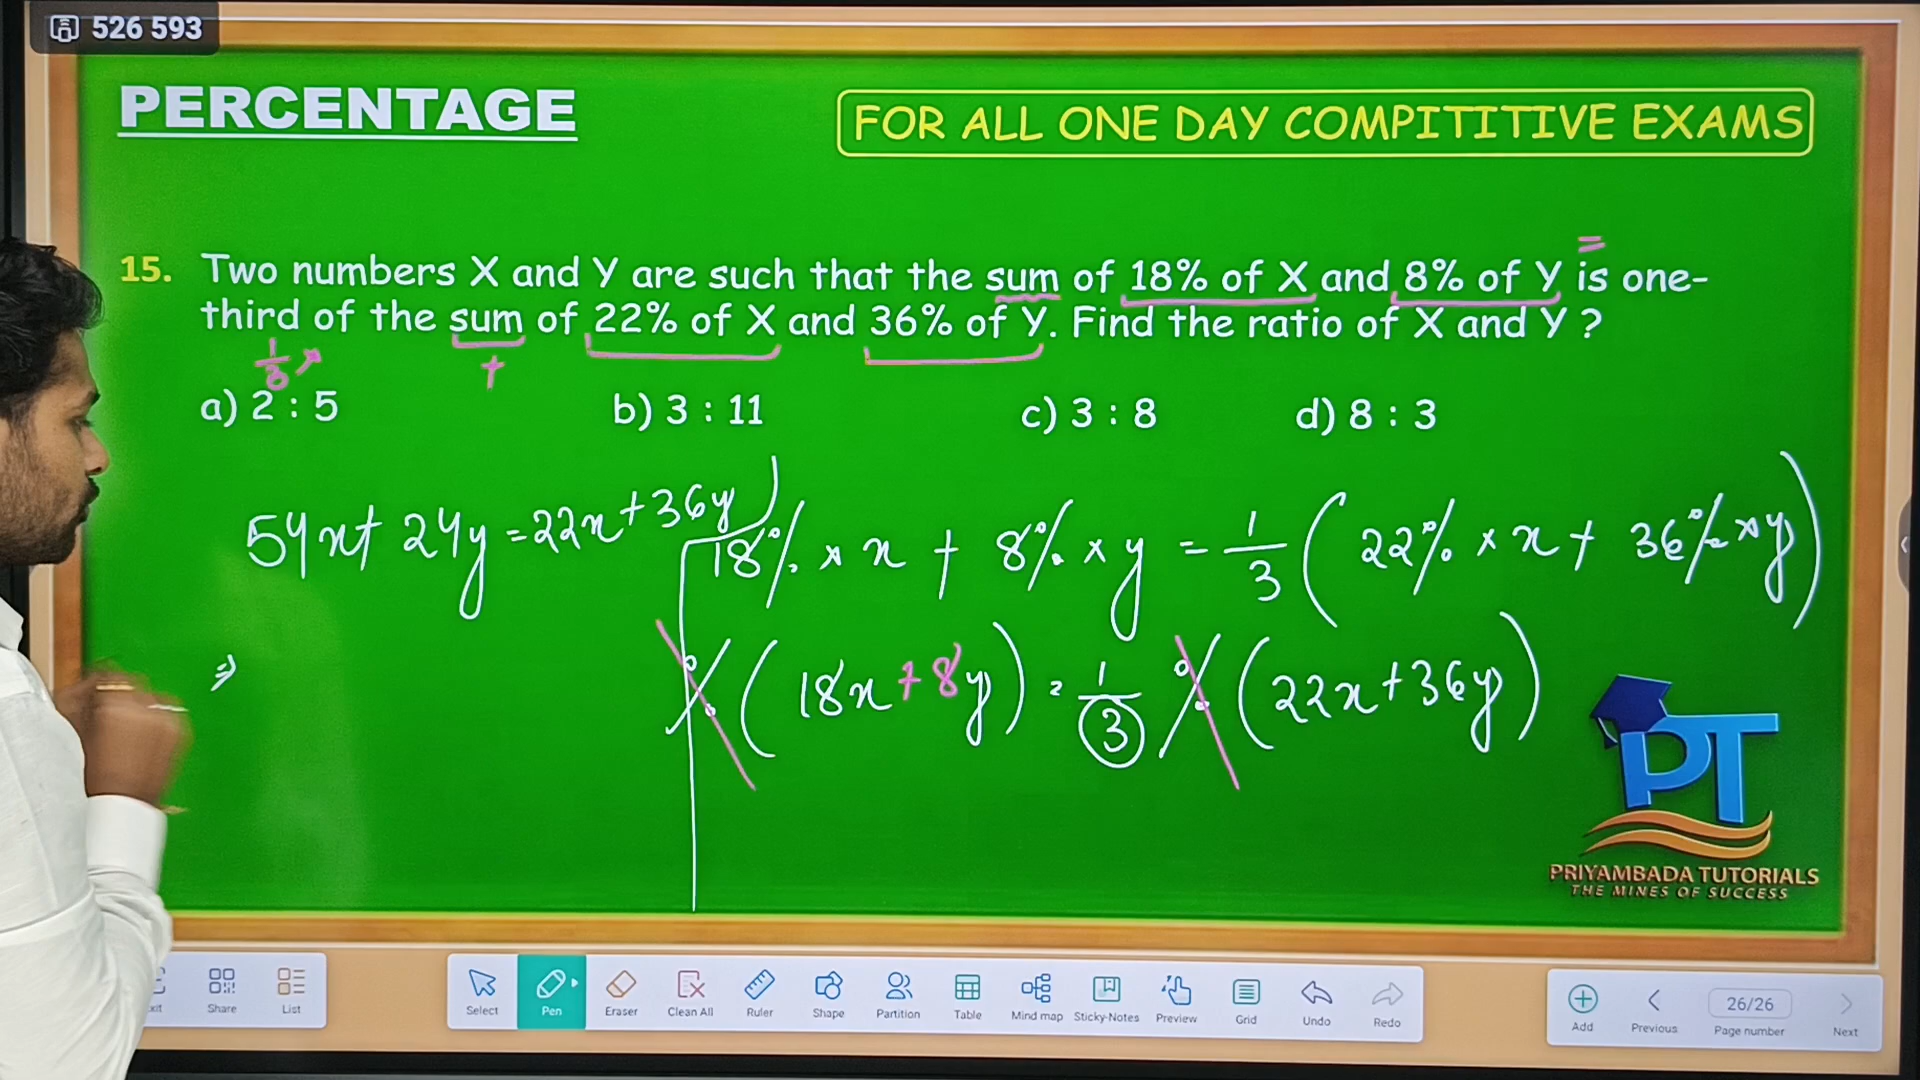 526 593
PERCENTAGE
FOR ALL ONE DAY COMPITITIVE EXAMS
=
15. Two numbers X and Y are such that the sum of 18% of X and 8% of Y is one-
third of the sum of 22% of X and 36% of Y. Find the ratio of X and Y ?
1/3 +
a) 2 : 5 b) 3 : 11 c) 3 : 8 d) 8 : 3
54x + 24y = 22x + 36y
18% × x + 8% × y = 1/3 ( 22% × x + 36% × y )
⇒
% ( 18x + 8y ) = 1/3 % ( 22x + 36y )
PT
PRIYAMBADA TUTORIALS
THE MINES OF SUCCESS
Share List Select Pen Eraser Clean All Ruler Shape Partition Table Mind map Sticky-Notes Preview Grid Undo Redo Add Previous 26/26 Page number Next